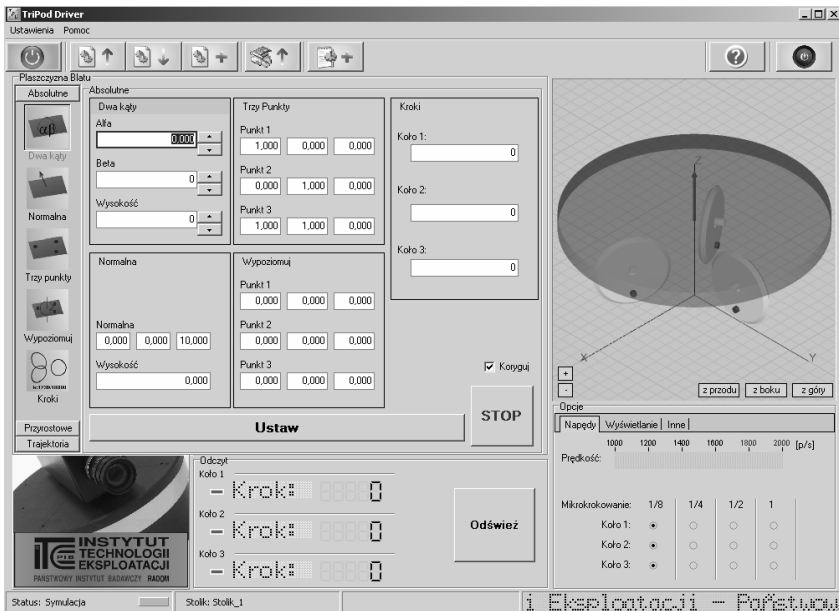 TriPod Driver
Ustawienia Pomoc
Płaszczyzna Blatu
Absolutne
αβ
Dwa kąty
Normalna
Trzy punkty
Wypoziomuj
Kroki
Przyrostowe
Trajektoria
Absolutne
Dwa kąty
Alfa
0,000
Beta
0
Wysokość
0
Trzy Punkty
Punkt 1
1,000 0,000 0,000
Punkt 2
0,000 1,000 0,000
Punkt 3
1,000 1,000 0,000
Kroki
Koło 1:
0
Koło 2:
0
Koło 3:
0
Normalna
Normalna
0,000 0,000 10,000
Wysokość
0,000
Wypoziomuj
Punkt 1
0,000 0,000 0,000
Punkt 2
0,000 0,000 0,000
Punkt 3
0,000 0,000 0,000
Koryguj
Ustaw
STOP
Z
X
Y
+
-
z przodu z boku z góry
Opcje
Napędy Wyświetlanie Inne
1000 1200 1400 1600 1800 2000 [p/s]
Prędkość:
Mikrokrokowanie: 1/8 1/4 1/2 1
Koło 1:
Koło 2:
Koło 3:
INSTYTUT
TECHNOLOGII
EKSPLOATACJI
PAŃSTWOWY INSTYTUT BADAWCZY RADOM
Odczyt
Koło 1
- Krok: 0
Koło 2
- Krok: 0
Koło 3
- Krok: 0
Odśwież
Status: Symulacja
Stolik: Stolik_1
i Eksploatacji - Państwow